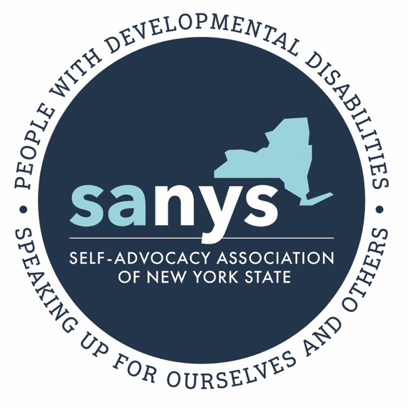 • PEOPLE WITH DEVELOPMENTAL DISABILITIES •
sanys
SELF-ADVOCACY ASSOCIATION
OF NEW YORK STATE
SPEAKING UP FOR OURSELVES AND OTHERS